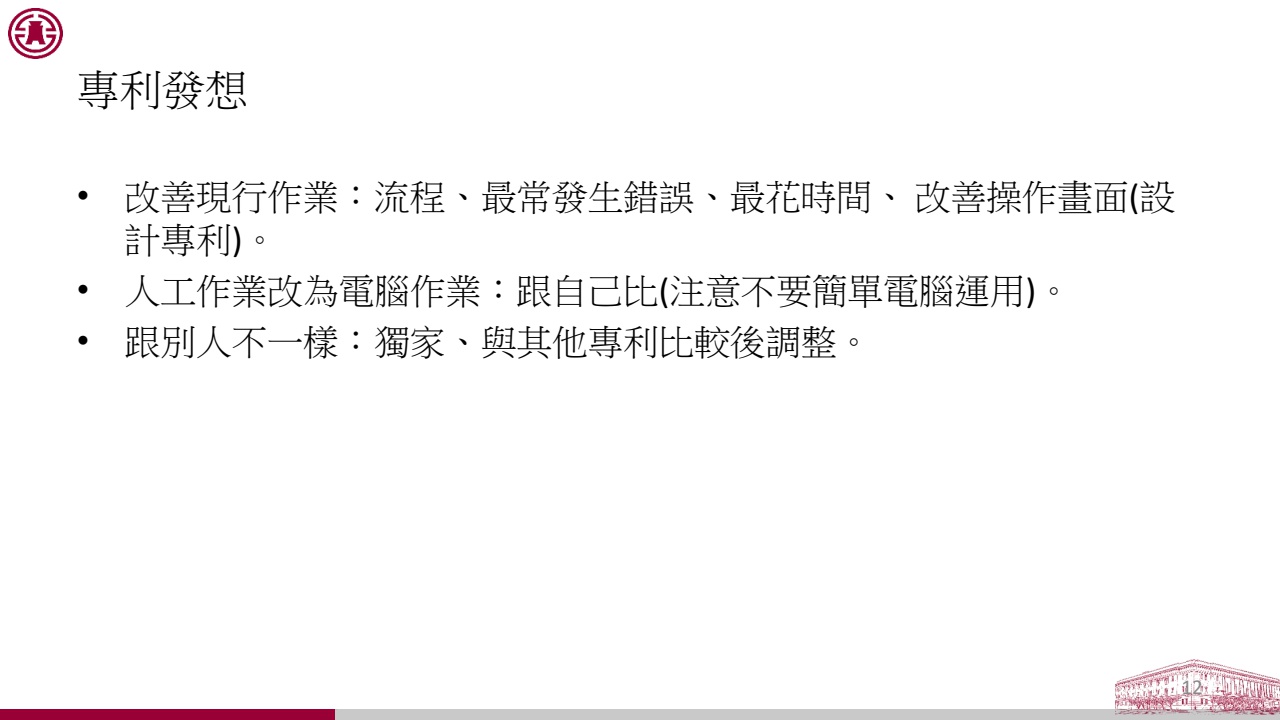 專利發想
• 改善現行作業：流程、最常發生錯誤、最花時間、 改善操作畫面(設
計專利)。
• 人工作業改為電腦作業：跟自己比(注意不要簡單電腦運用)。
• 跟別人不一樣：獨家、與其他專利比較後調整。
12